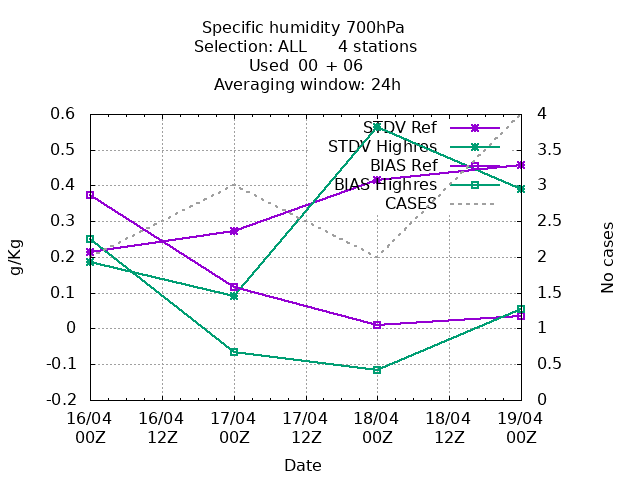 Specific humidity 700hPa
Selection: ALL 4 stations
Used 00 + 06
Averaging window: 24h
0.6
0.5
0.4
0.3
0.2
0.1
0
-0.1
-0.2
g/Kg
4
3.5
3
2.5
2
1.5
1
0.5
0
No cases
STDV Ref
STDV Highres
BIAS Ref
BIAS Highres
CASES
16/04 16/04 17/04 17/04 18/04 18/04 19/04
00Z 12Z 00Z 12Z 00Z 12Z 00Z
Date